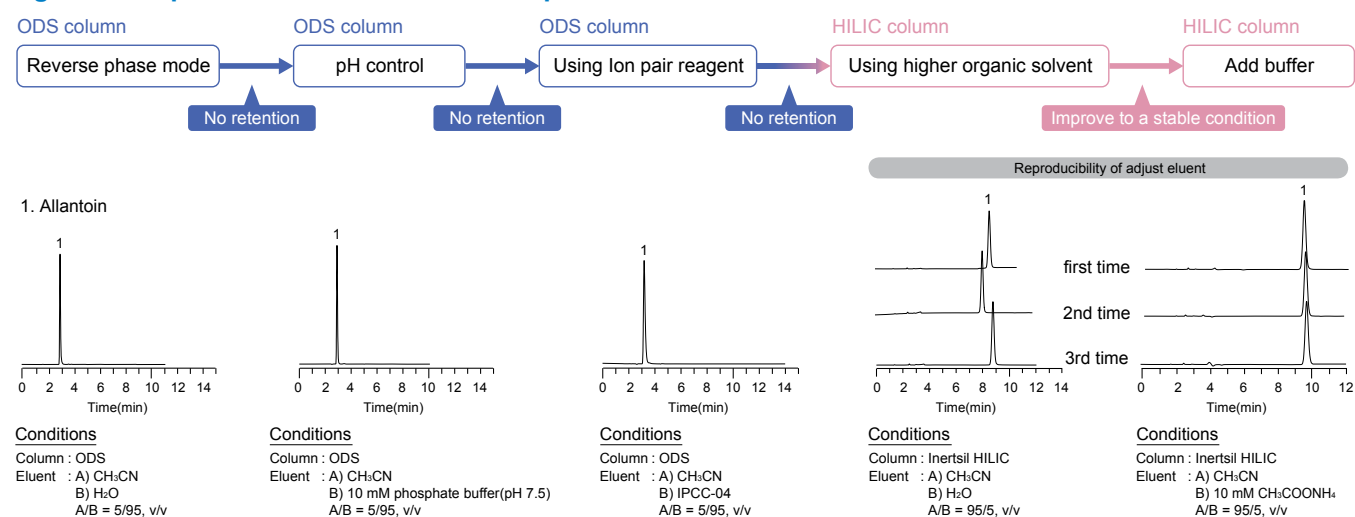 ODS column
ODS column
ODS column
HILIC column
HILIC column
Reverse phase mode
pH control
Using Ion pair reagent
Using higher organic solvent
Add buffer
No retention
No retention
No retention
Improve to a stable condition
Reproducibility of adjust eluent
1. Allantoin
1
1
1
1
1
first time
2nd time
3rd time
0 2 4 6 8 10 12 14
0 2 4 6 8 10 12 14
0 2 4 6 8 10 12 14
0 2 4 6 8 10 12 14
0 2 4 6 8 10 12
Time(min)
Time(min)
Time(min)
Time(min)
Time(min)
Conditions
Column : ODS
Eluent : A) CH₃CN
B) H₂O
A/B = 5/95, v/v
Conditions
Column : ODS
Eluent : A) CH₃CN
B) 10 mM phosphate buffer(pH 7.5)
A/B = 5/95, v/v
Conditions
Column : ODS
Eluent : A) CH₃CN
B) IPCC-04
A/B = 5/95, v/v
Conditions
Column : Inertsil HILIC
Eluent : A) CH₃CN
B) H₂O
A/B = 95/5, v/v
Conditions
Column : Inertsil HILIC
Eluent : A) CH₃CN
B) 10 mM CH₃COONH₄
A/B = 95/5, v/v